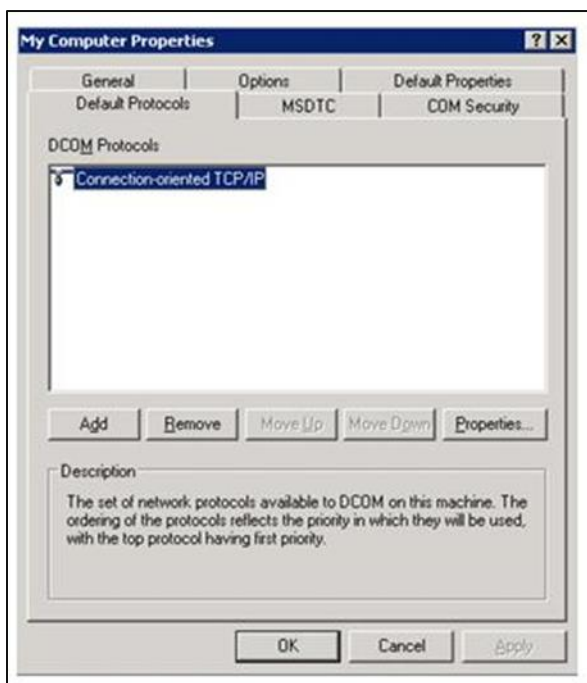 My Computer Properties
General Options Default Properties
Default Protocols MSDTC COM Security
DCOM Protocols
Connection-oriented TCP/IP
Add Remove Move Up Move Down Properties...
Description
The set of network protocols available to DCOM on this machine. The
ordering of the protocols reflects the priority in which they will be used,
with the top protocol having first priority.
OK Cancel Apply